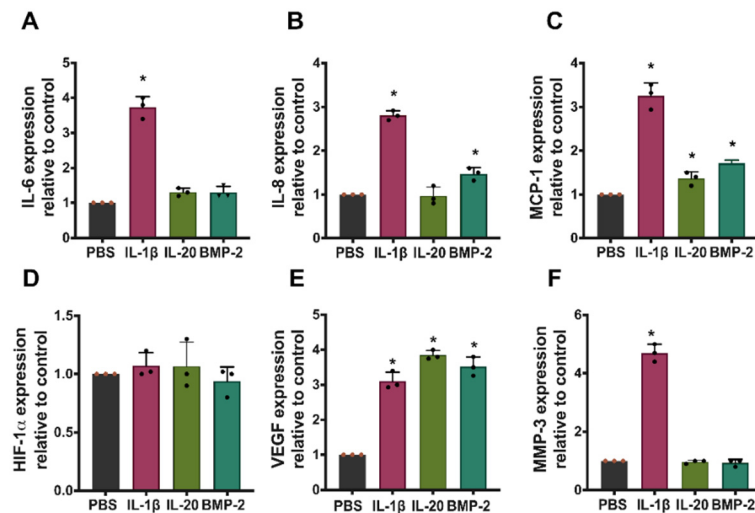 A
IL-6 expression
relative to control
5
4
3
2
1
0
*
PBS IL-1β IL-20 BMP-2
B
IL-8 expression
relative to control
4
3
2
1
0
*
*
PBS IL-1β IL-20 BMP-2
C
MCP-1 expression
relative to control
4
3
2
1
0
*
*
*
PBS IL-1β IL-20 BMP-2
D
HIF-1α expression
relative to control
1.5
1.0
0.5
0.0
PBS IL-1β IL-20 BMP-2
E
VEGF expression
relative to control
5
4
3
2
1
0
*
*
*
PBS IL-1β IL-20 BMP-2
F
MMP-3 expression
relative to control
6
4
2
0
*
PBS IL-1β IL-20 BMP-2